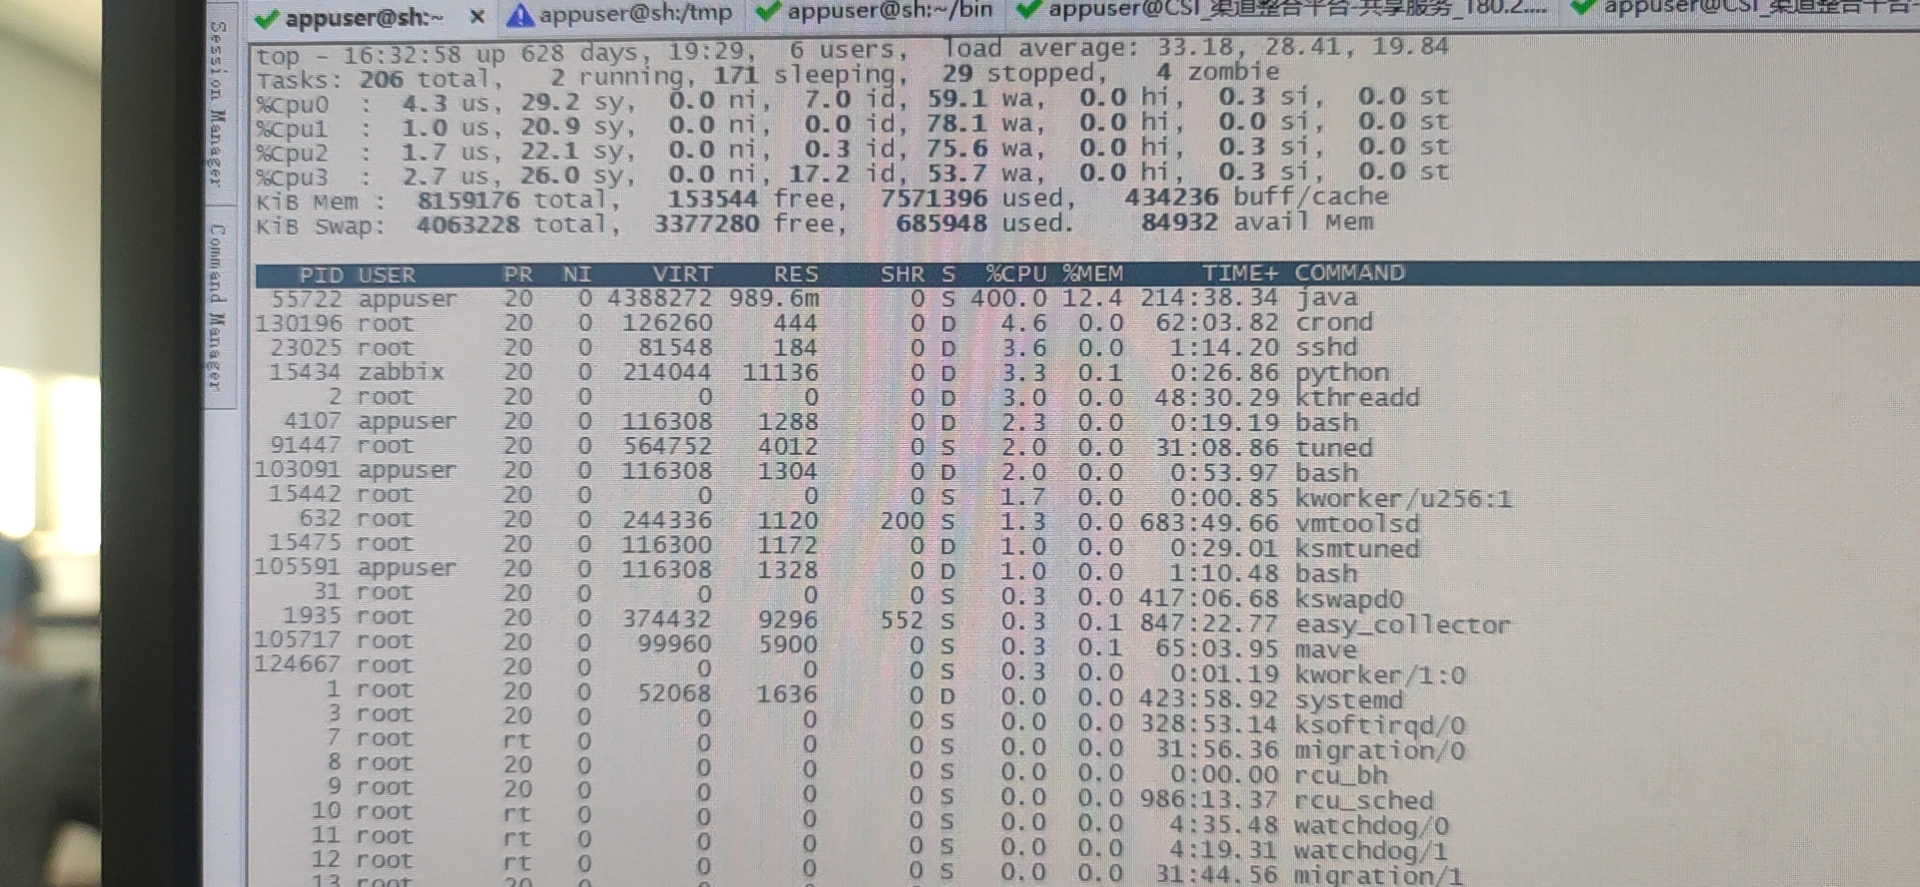 appuser@sh:~ × appuser@sh:/tmp appuser@sh:~/bin appuser@CSI_渠道整合平台-共享服务_180.2.... appuser@CSI_渠道整合平台-
Session Manager
Command Manager
top - 16:32:58 up 628 days, 19:29, 6 users, load average: 33.18, 28.41, 19.84
Tasks: 206 total, 2 running, 171 sleeping, 29 stopped, 4 zombie
%Cpu0 : 4.3 us, 29.2 sy, 0.0 ni, 7.0 id, 59.1 wa, 0.0 hi, 0.3 si, 0.0 st
%Cpu1 : 1.0 us, 20.9 sy, 0.0 ni, 0.0 id, 78.1 wa, 0.0 hi, 0.0 si, 0.0 st
%Cpu2 : 1.7 us, 22.1 sy, 0.0 ni, 0.3 id, 75.6 wa, 0.0 hi, 0.3 si, 0.0 st
%Cpu3 : 2.7 us, 26.0 sy, 0.0 ni, 17.2 id, 53.7 wa, 0.0 hi, 0.3 si, 0.0 st
KiB Mem : 8159176 total, 153544 free, 7571396 used, 434236 buff/cache
KiB Swap: 4063228 total, 3377280 free, 685948 used. 84932 avail Mem
PID USER PR NI VIRT RES SHR S %CPU %MEM TIME+ COMMAND
55722 appuser 20 0 4388272 989.6m 0 S 400.0 12.4 214:38.34 java
130196 root 20 0 126260 444 0 D 4.6 0.0 62:03.82 crond
23025 root 20 0 81548 184 0 D 3.6 0.0 1:14.20 sshd
15434 zabbix 20 0 214044 11136 0 D 3.3 0.1 0:26.86 python
2 root 20 0 0 0 0 D 3.0 0.0 48:30.29 kthreadd
4107 appuser 20 0 116308 1288 0 D 2.3 0.0 0:19.19 bash
91447 root 20 0 564752 4012 0 S 2.0 0.0 31:08.86 tuned
103091 appuser 20 0 116308 1304 0 D 2.0 0.0 0:53.97 bash
15442 root 20 0 0 0 0 S 1.7 0.0 0:00.85 kworker/u256:1
632 root 20 0 244336 1120 200 S 1.3 0.0 683:49.66 vmtoolsd
15475 root 20 0 116300 1172 0 D 1.0 0.0 0:29.01 ksmtuned
105591 appuser 20 0 116308 1328 0 D 1.0 0.0 1:10.48 bash
31 root 20 0 0 0 0 S 0.3 0.0 417:06.68 kswapd0
1935 root 20 0 374432 9296 552 S 0.3 0.1 847:22.77 easy_collector
105717 root 20 0 99960 5900 0 S 0.3 0.1 65:03.95 mave
124667 root 20 0 0 0 0 S 0.3 0.0 0:01.19 kworker/1:0
1 root 20 0 52068 1636 0 D 0.0 0.0 423:58.92 systemd
3 root 20 0 0 0 0 S 0.0 0.0 328:53.14 ksoftirqd/0
7 root rt 0 0 0 0 S 0.0 0.0 31:56.36 migration/0
8 root 20 0 0 0 0 S 0.0 0.0 0:00.00 rcu_bh
9 root 20 0 0 0 0 S 0.0 0.0 986:13.37 rcu_sched
10 root rt 0 0 0 0 S 0.0 0.0 4:35.48 watchdog/0
11 root rt 0 0 0 0 S 0.0 0.0 4:19.31 watchdog/1
12 root rt 0 0 0 0 S 0.0 0.0 31:44.56 migration/1
13 root 20